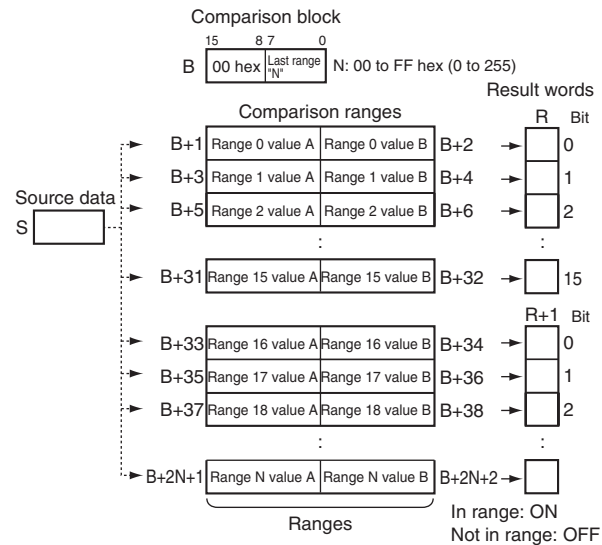 Comparison block
15 8 7 0
B 00 hex Last range "N" N: 00 to FF hex (0 to 255)
Result words
Comparison ranges R Bit
B+1 Range 0 value A Range 0 value B B+2 0
B+3 Range 1 value A Range 1 value B B+4 1
Source data
S
B+5 Range 2 value A Range 2 value B B+6 2
: :
B+31 Range 15 value A Range 15 value B B+32 15
R+1 Bit
B+33 Range 16 value A Range 16 value B B+34 0
B+35 Range 17 value A Range 17 value B B+36 1
B+37 Range 18 value A Range 18 value B B+38 2
: :
B+2N+1 Range N value A Range N value B B+2N+2
Ranges
In range: ON
Not in range: OFF